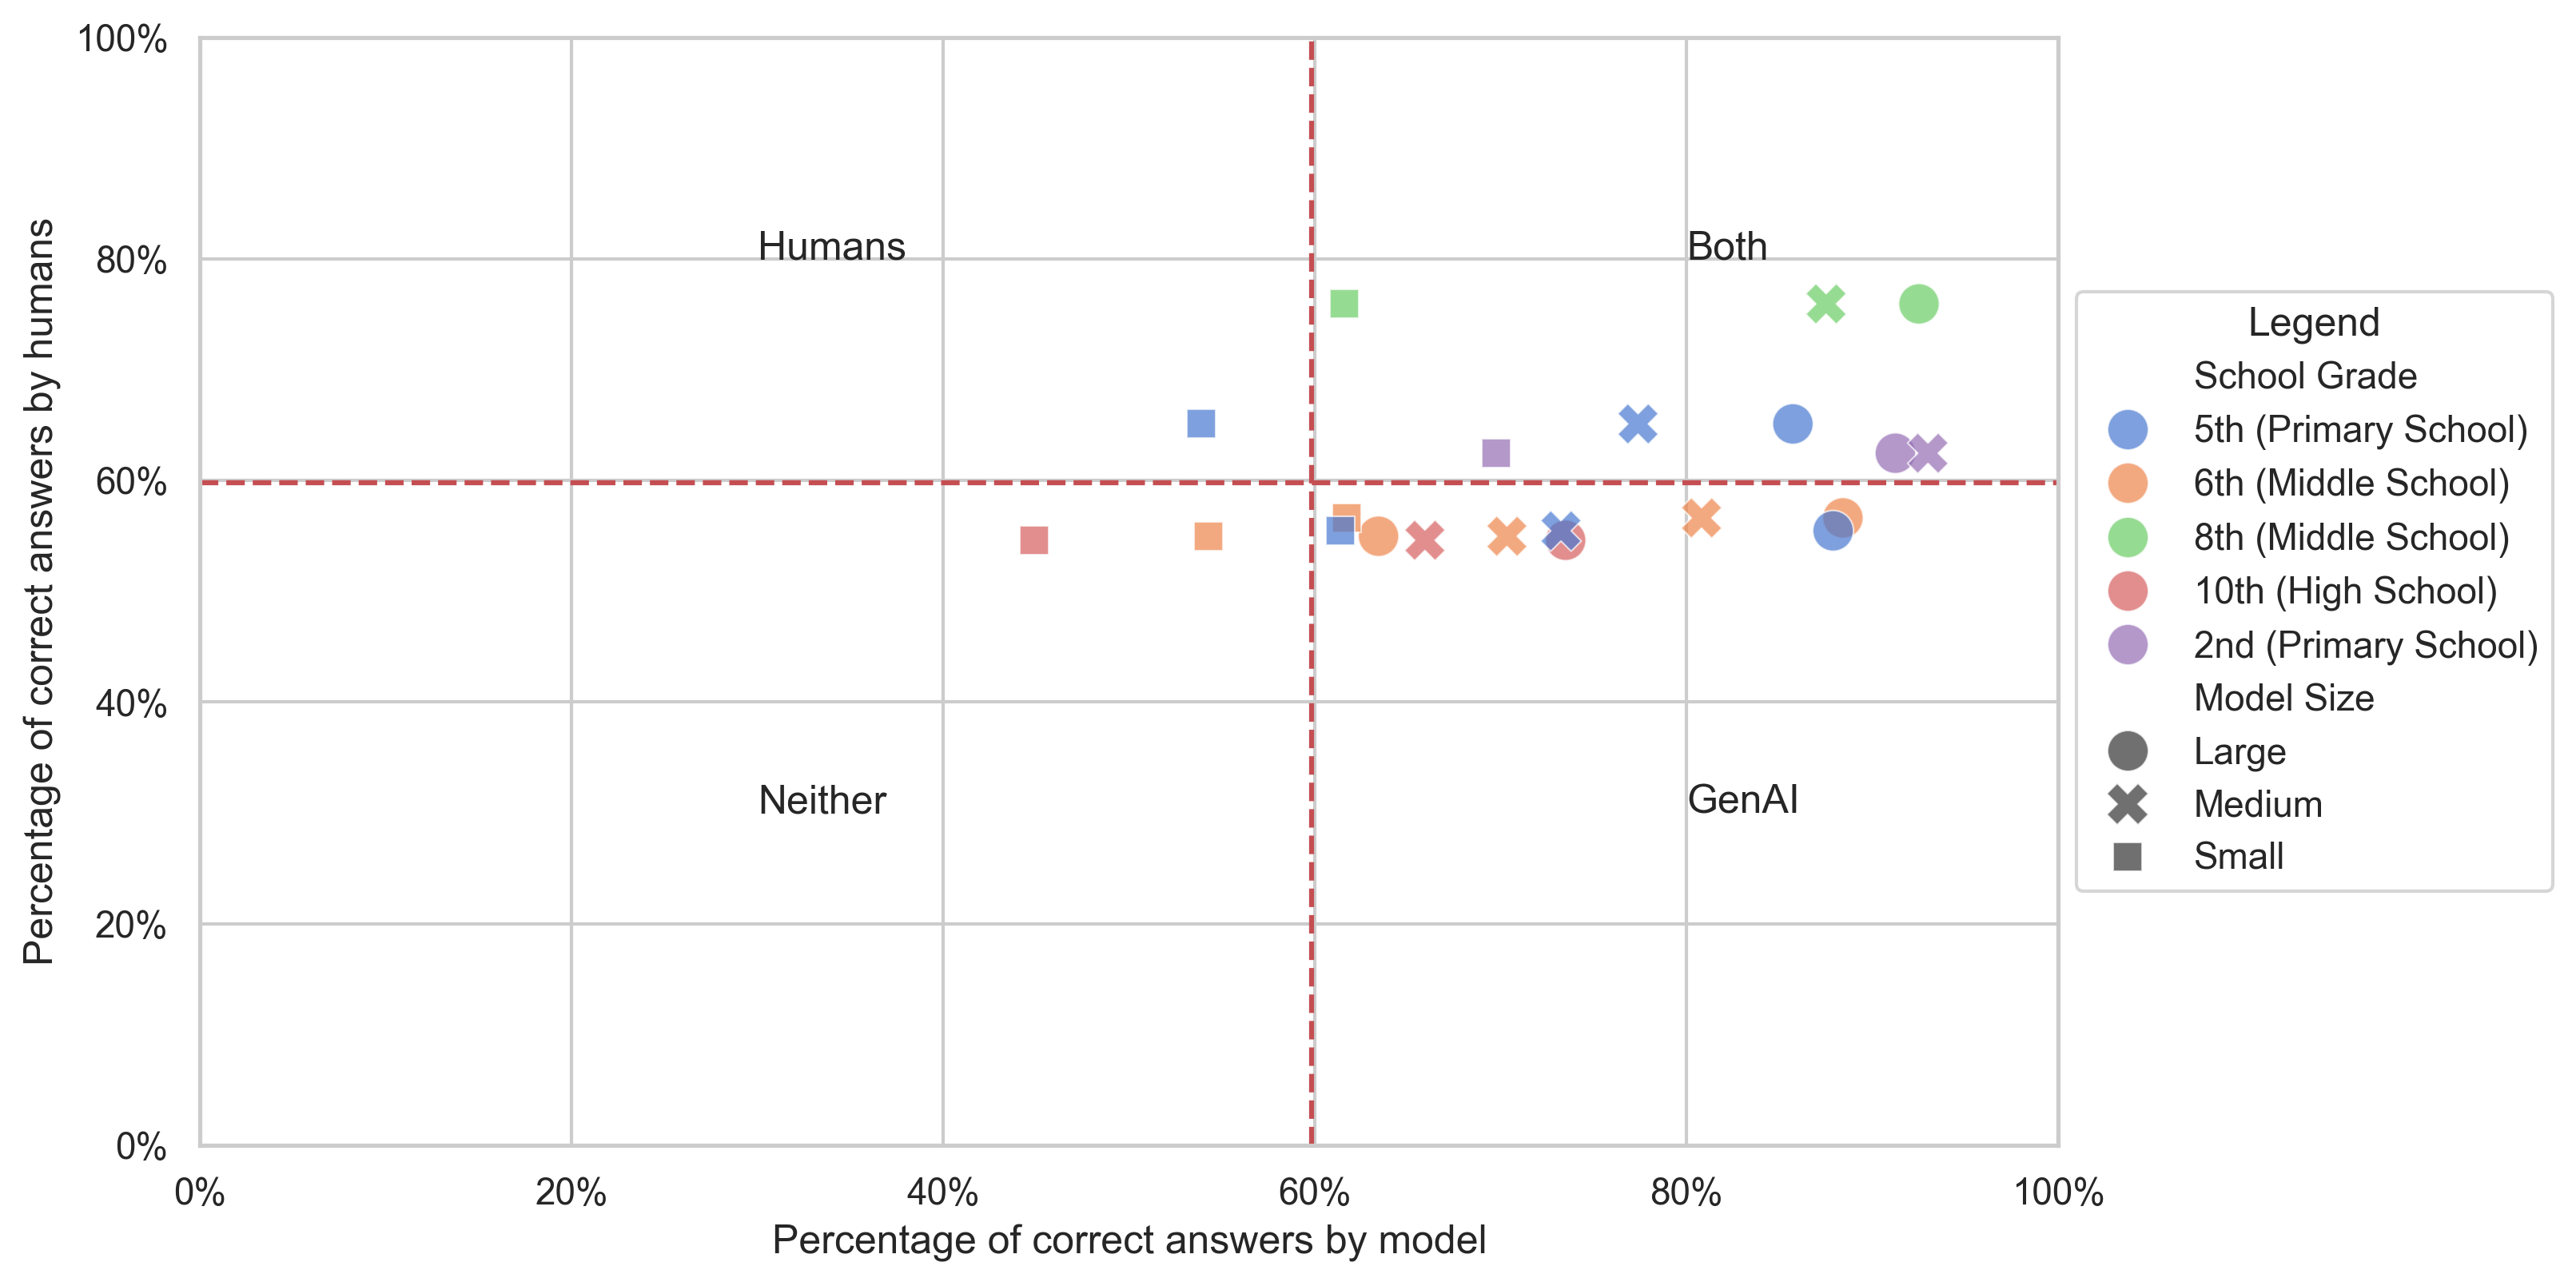 100%
80%
60%
40%
20%
0%
Percentage of correct answers by humans
Humans
Both
Neither
GenAI
0%
20%
40%
60%
80%
100%
Percentage of correct answers by model
Legend
School Grade
5th (Primary School)
6th (Middle School)
8th (Middle School)
10th (High School)
2nd (Primary School)
Model Size
Large
Medium
Small